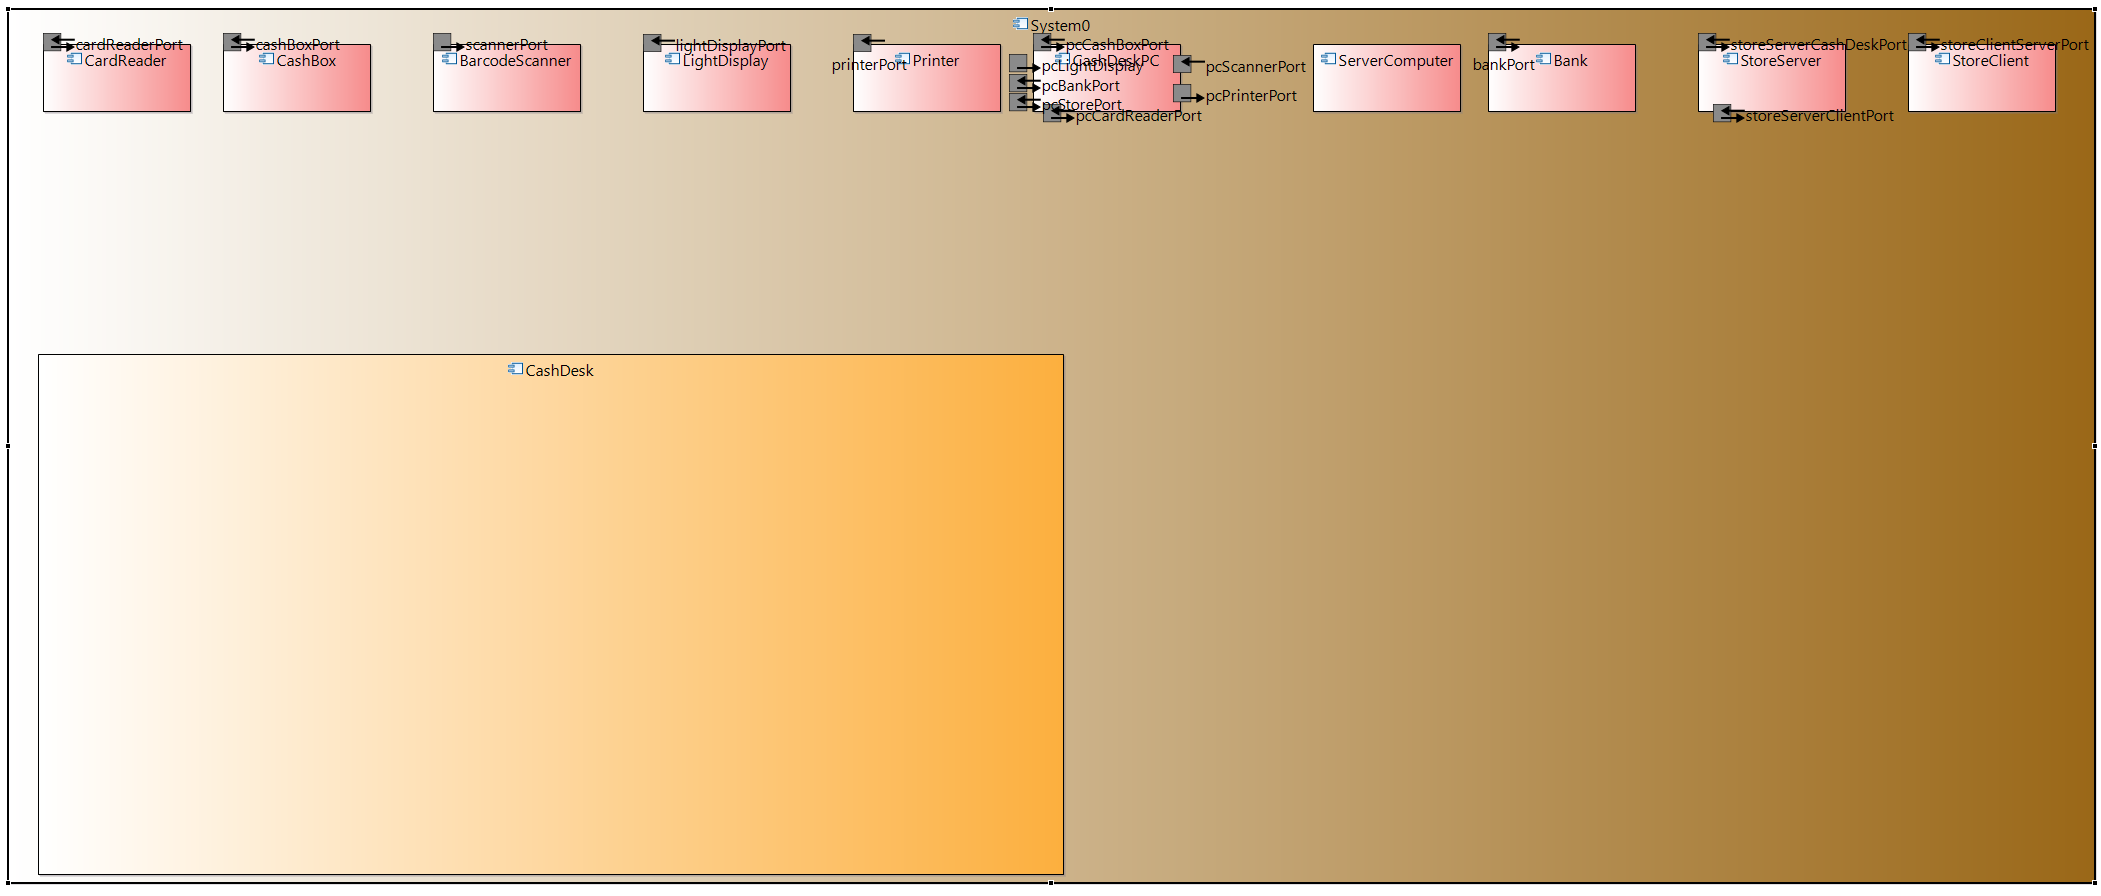 System0
cardReaderPort
CardReader
cashBoxPort
CashBox
scannerPort
BarcodeScanner
lightDisplayPort
LightDisplay
printerPort
Printer
pcCashBoxPort
CashDeskPC
pcLightDisplay
pcBankPort
pcStorePort
pcCardReaderPort
pcScannerPort
pcPrinterPort
ServerComputer
bankPort
Bank
storeServerCashDeskPort
StoreServer
storeServerClientPort
storeClientServerPort
StoreClient
CashDesk